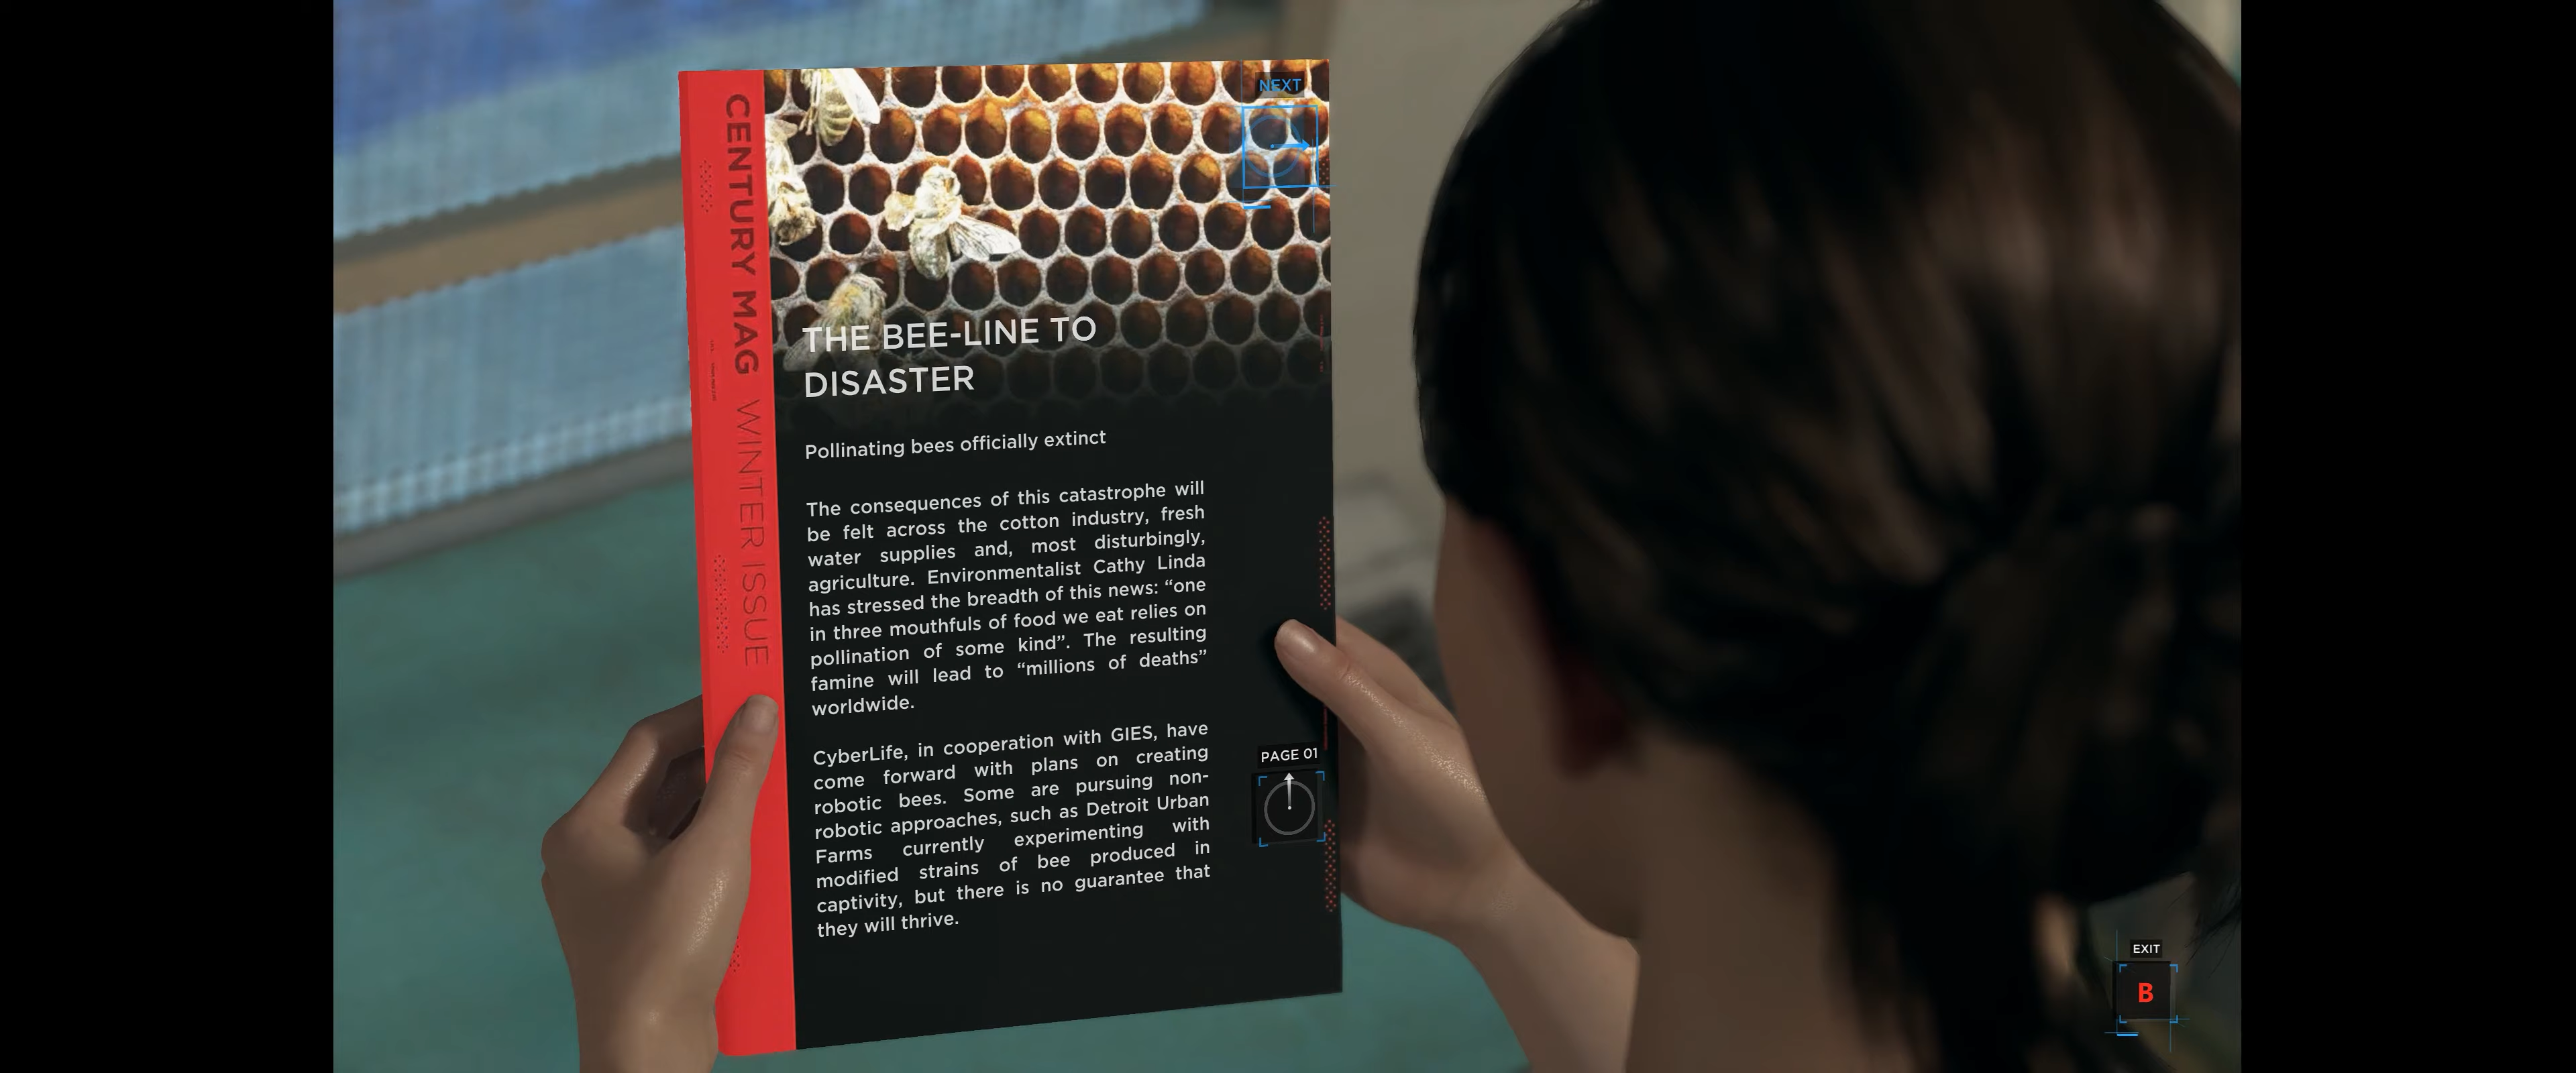 CENTURY MAG WINTER ISSUE
NEXT
THE BEE-LINE TO
DISASTER
Pollinating bees officially extinct
The consequences of this catastrophe will
be felt across the cotton industry, fresh
water supplies and, most disturbingly,
agriculture. Environmentalist Cathy Linda
has stressed the breadth of this news: “one
in three mouthfuls of food we eat relies on
pollination of some kind”. The resulting
famine will lead to “millions of deaths”
worldwide.
CyberLife, in cooperation with GIES, have
come forward with plans on creating
robotic bees. Some are pursuing non-
robotic approaches, such as Detroit Urban
Farms currently experimenting with
modified strains of bee produced in
captivity, but there is no guarantee that
they will thrive.
PAGE 01
EXIT
B